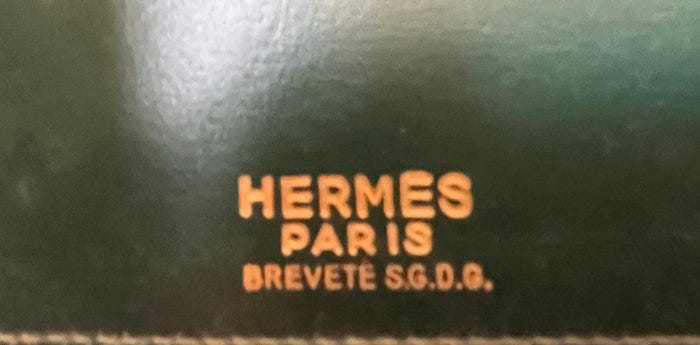 HERMES
PARIS
BREVETÉ S.G.D.G.